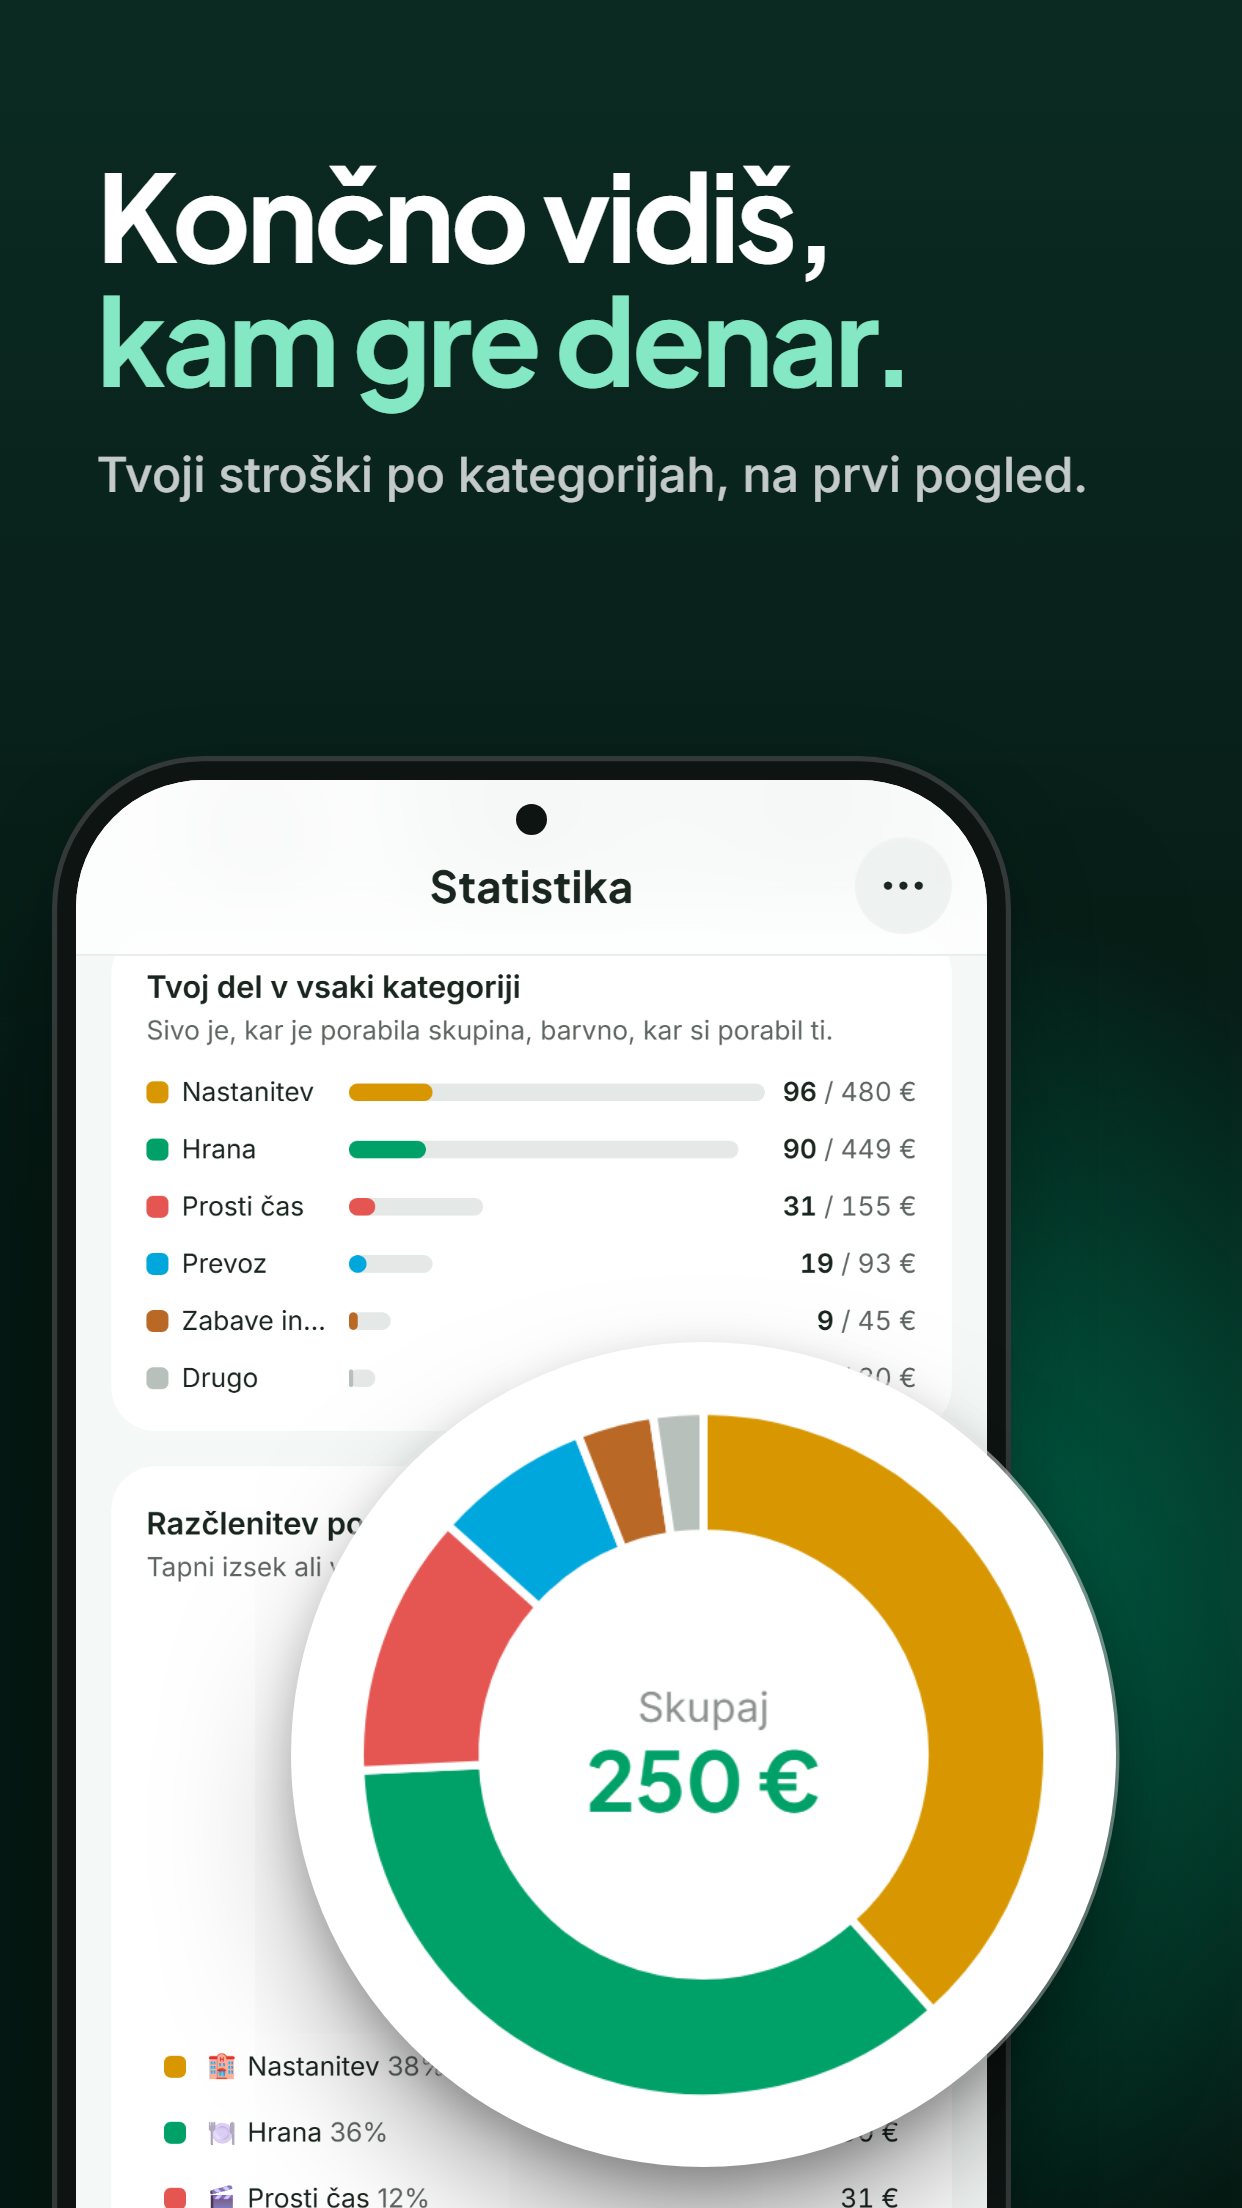 Končno vidiš,
kam gre denar.
Tvoji stroški po kategorijah, na prvi pogled.
Statistika
Tvoj del v vsaki kategoriji
Sivo je, kar je porabila skupina, barvno, kar si porabil ti.
Nastanitev 96 / 480 €
Hrana 90 / 449 €
Prosti čas 31 / 155 €
Prevoz 19 / 93 €
Zabave in... 9 / 45 €
Drugo €
Razčlenitev
Tapni izsek ali
Skupaj
250 €
Nastanitev 38%
Hrana 36% €
Prosti čas 12% 31 €